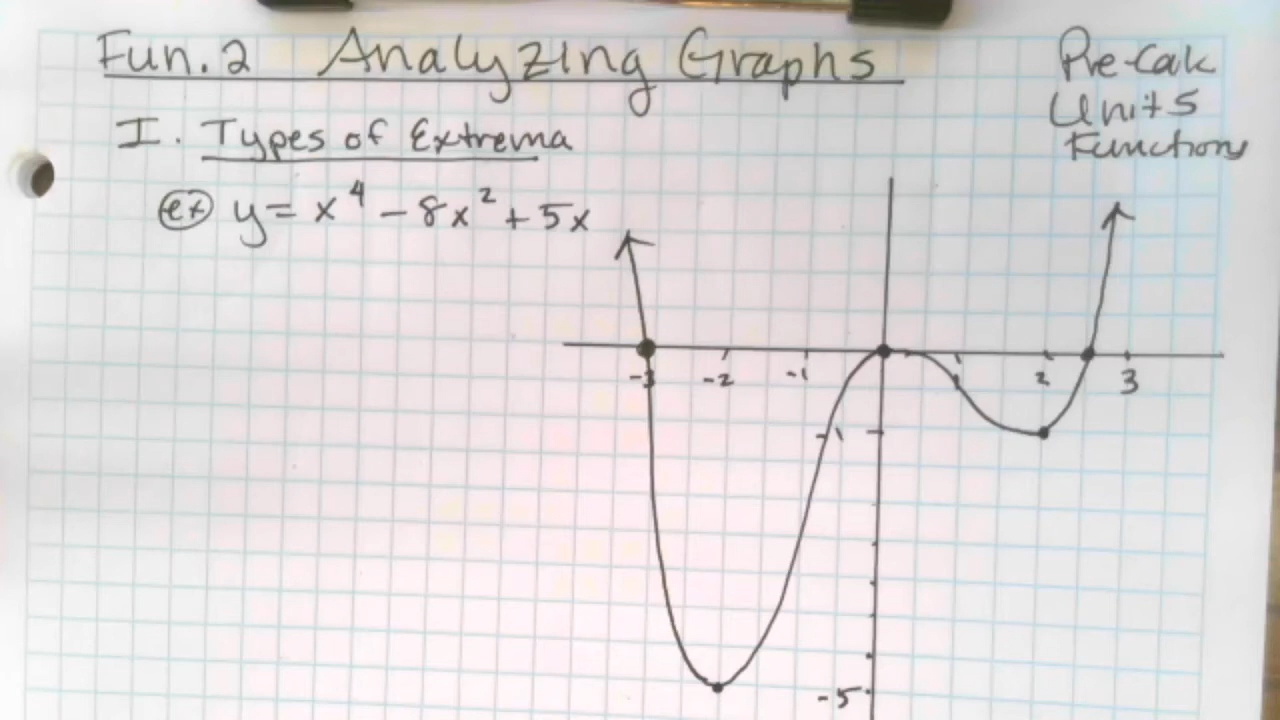 Fun. 2 Analyzing Graphs
Pre-Calc
Unit 5
Functions
I. Types of Extrema
ex y = x⁴ - 8x² + 5x
-3 -2 -1 1 2 3
-1
-5